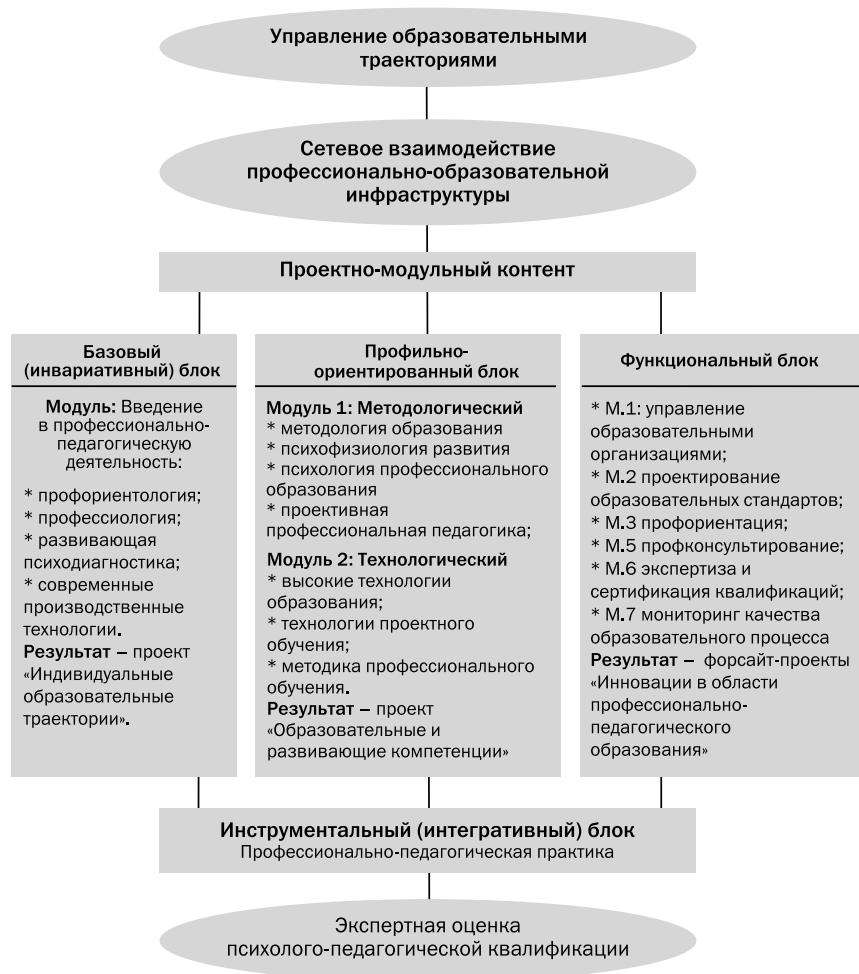 Управление образовательными
траекториями
Сетевое взаимодействие
профессионально-образовательной
инфраструктуры
Проектно-модульный контент
Базовый
(инвариативный) блок
Модуль: Введение
в профессионально-
педагогическую
деятельность:
* профориентология;
* профессиология;
* развивающая
психодиагностика;
* современные
производственные
технологии.
Результат – проект
«Индивидуальные
образовательные
траектории».
Профильно-
ориентированный блок
Модуль 1: Методологический
* методология образования
* психофизиология развития
* психология профессионального
образования
* проективная
профессиональная педагогика;
Модуль 2: Технологический
* высокие технологии
образования;
* технологии проектного
обучения;
* методика профессионального
обучения.
Результат – проект
«Образовательные и
развивающие компетенции»
Функциональный блок
* М.1: управление
образовательными
организациями;
* М.2 проектирование
образовательных стандартов;
* М.3 профориентация;
* М.5 профконсультирование;
* М.6 экспертиза и
сертификация квалификаций;
* М.7 мониторинг качества
образовательного процесса
Результат – форсайт-проекты
«Инновации в области
профессионально-
педагогического
образования»
Инструментальный (интегративный) блок
Профессионально-педагогическая практика
Экспертная оценка
психолого-педагогической квалификации